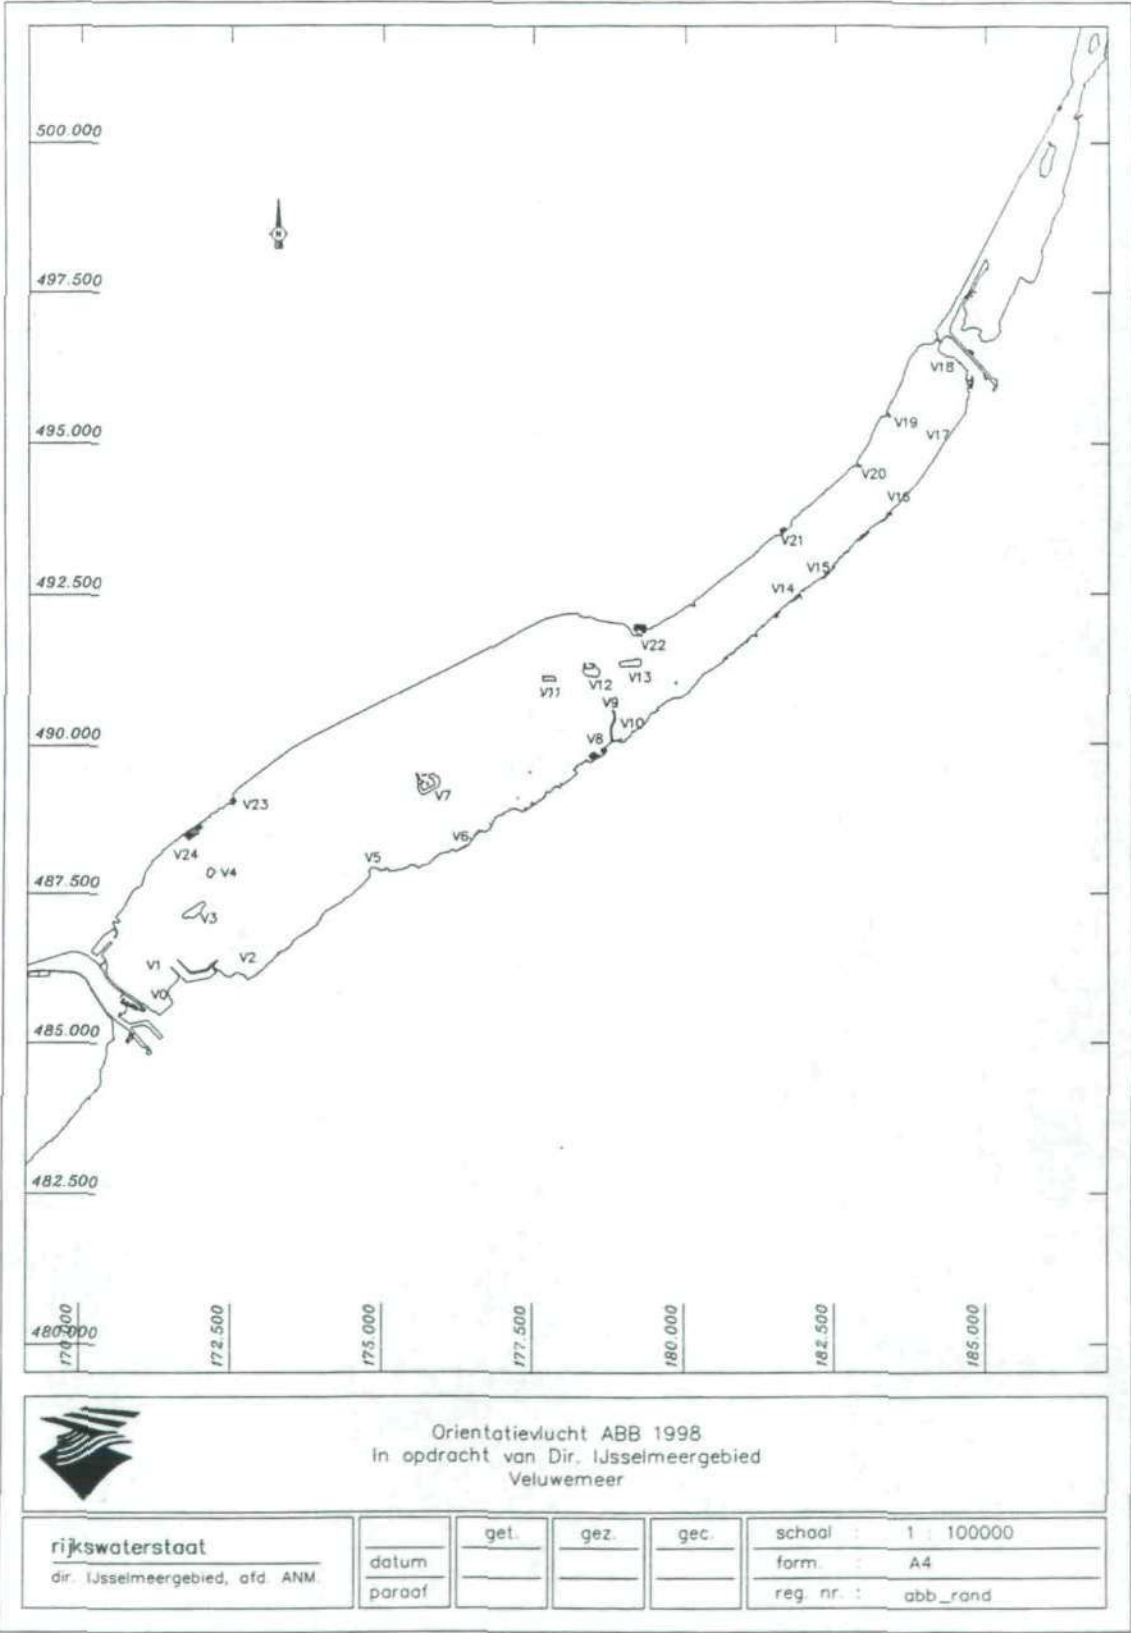 500.000
N
497.500
V18
V19
V17
495.000
V20
V16
V21
V15
492.500
V14
V22
V13
V12
V11
V9
V10
490.000
V8
V7
V23
V6
V24
V5
V4
487.500
V3
V2
V1
V0
485.000
482.500
480.000
170.000
172.500
175.000
177.500
180.000
182.500
185.000
Orientatievlucht ABB 1998
In opdracht van Dir. IJsselmeergebied
Veluwemeer
rijkswaterstaat
dir. IJsselmeergebied, afd. ANM.
get. gez. gec.
datum
paraaf
schaal : 1 : 100000
form. : A4
reg. nr. : abb_rand